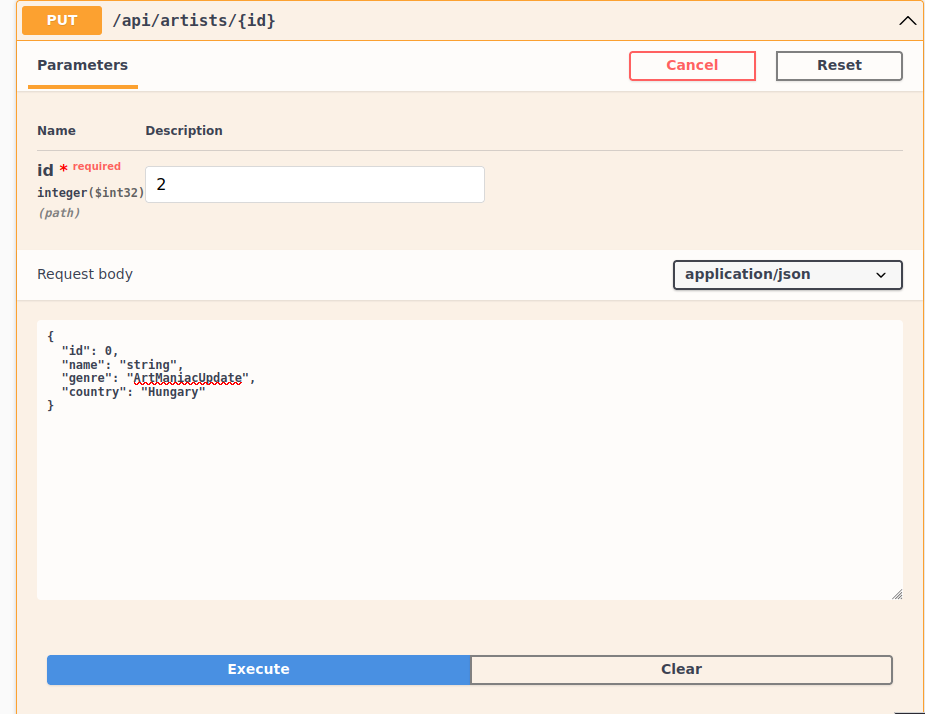 PUT /api/artists/{id}
Parameters Cancel Reset
Name Description
id * required 2
integer($int32)
(path)
Request body application/json
{
  "id": 0,
  "name": "string",
  "genre": "ArtManiacUpdate",
  "country": "Hungary"
}
Execute Clear